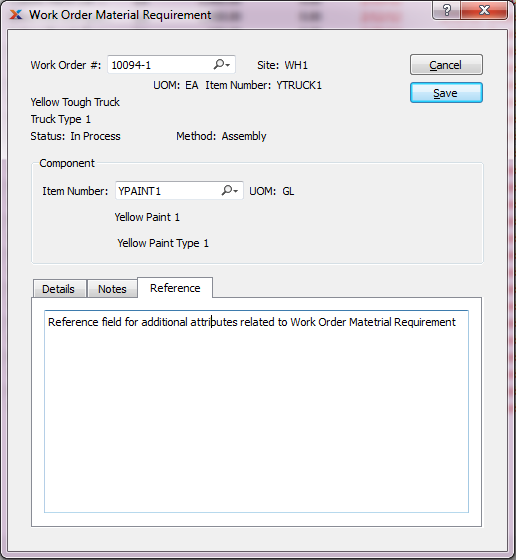 Work Order Material Requirement
Work Order #: 10094-1 Site: WH1
Cancel
UOM: EA Item Number: YTRUCK1
Save
Yellow Tough Truck
Truck Type 1
Status: In Process Method: Assembly
Component
Item Number: YPAINT1 UOM: GL
Yellow Paint 1
Yellow Paint Type 1
Details Notes Reference
Reference field for additional attributes related to Work Order Matetrial Requirement